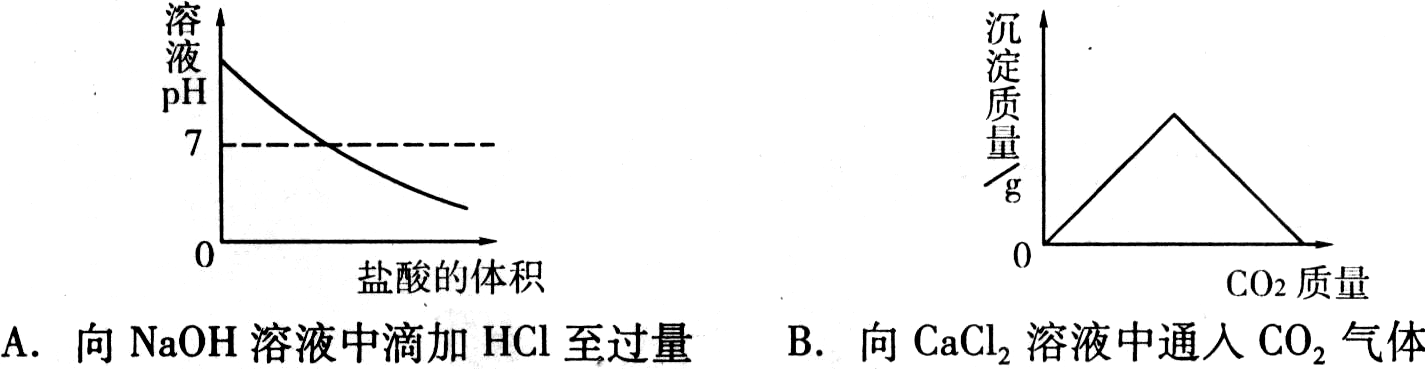 溶液pH
7
0
盐酸的体积
A. 向 NaOH 溶液中滴加 HCl 至过量
沉淀质量/g
0
CO₂ 质量
B. 向 CaCl₂ 溶液中通入 CO₂ 气体